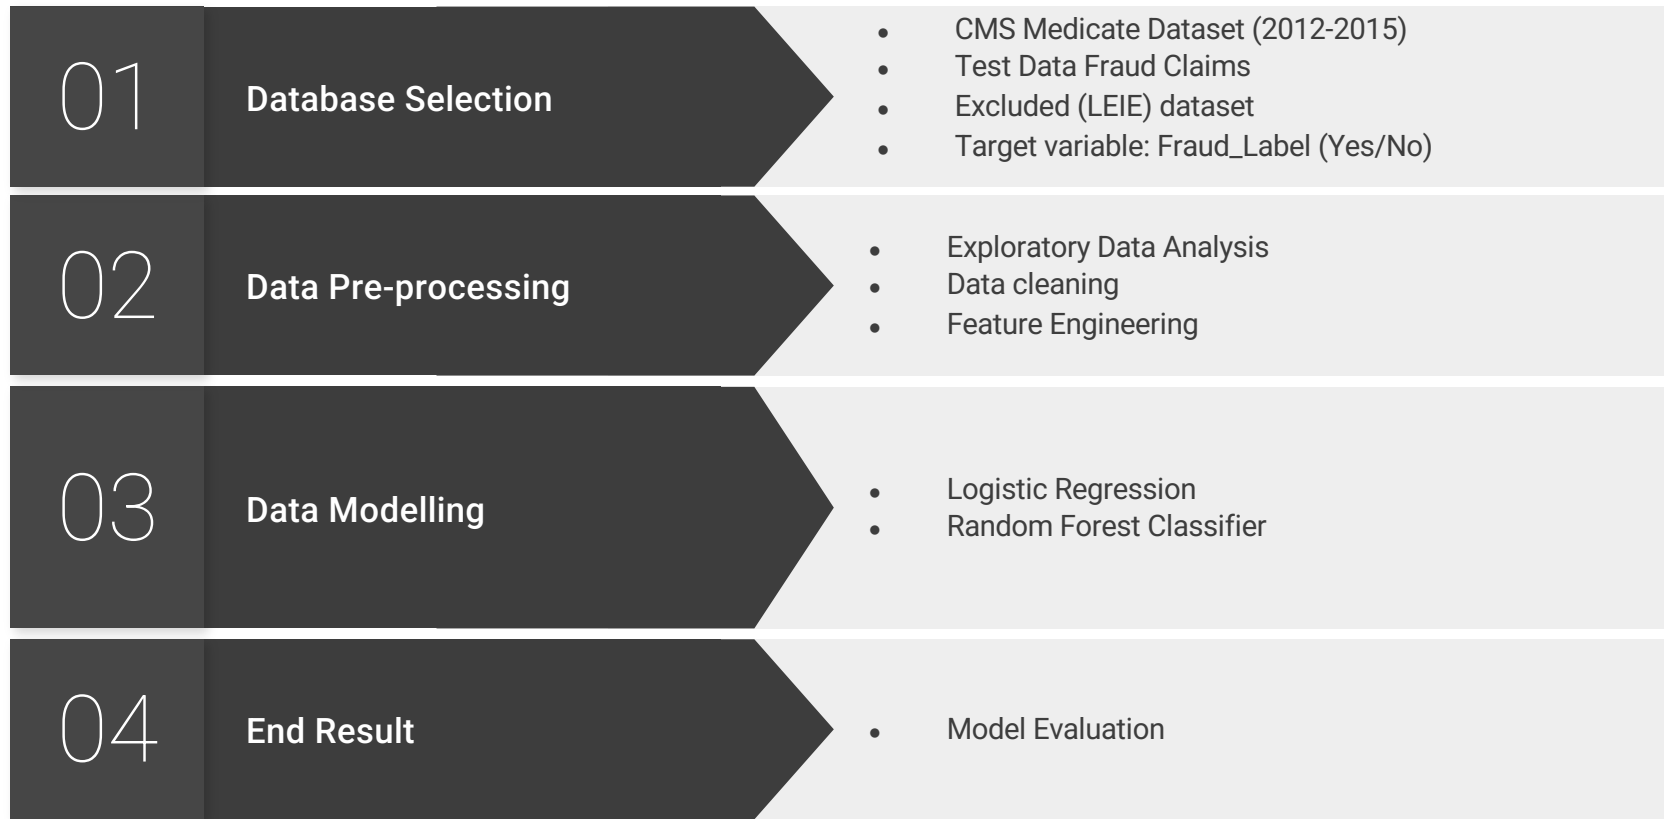 01
Database Selection
CMS Medicate Dataset (2012-2015)
Test Data Fraud Claims
Excluded (LEIE) dataset
Target variable: Fraud_Label (Yes/No)
02
Data Pre-processing
Exploratory Data Analysis
Data cleaning
Feature Engineering
03
Data Modelling
Logistic Regression
Random Forest Classifier
04
End Result
Model Evaluation